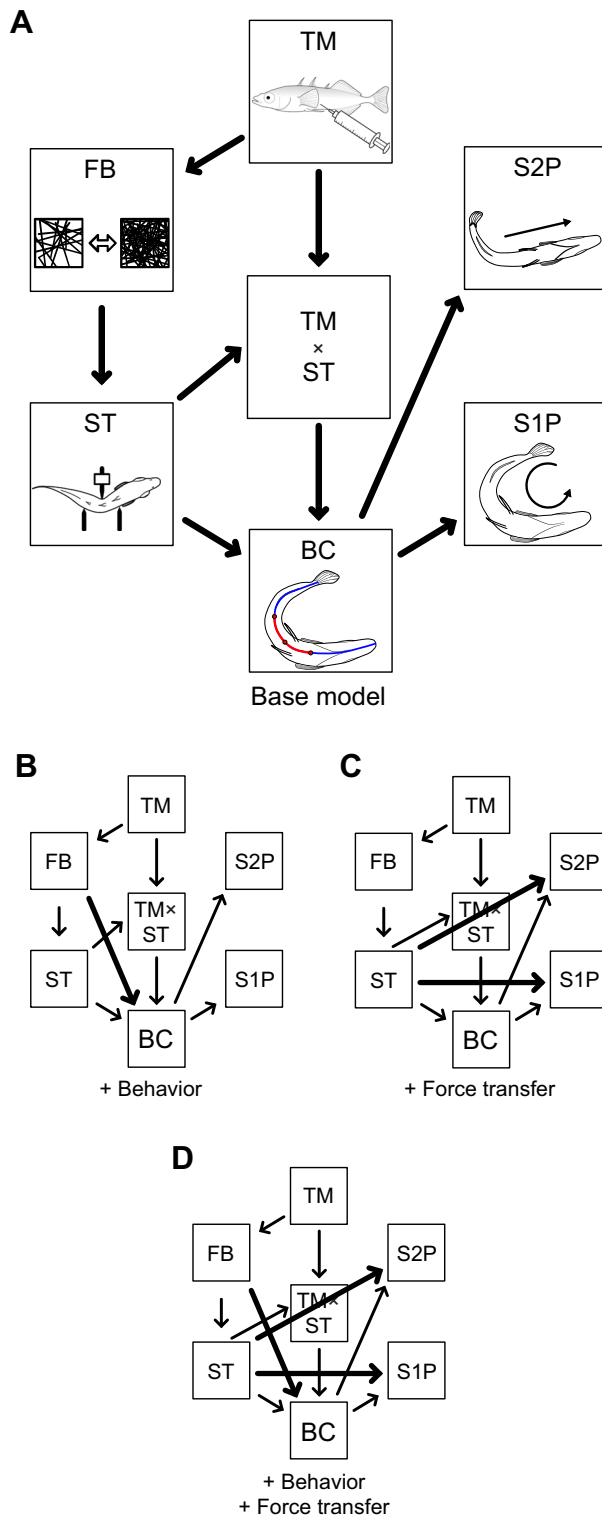 A
TM
FB
S2P
TM
×
ST
ST
S1P
BC
Base model
B
TM
FB
S2P
TM×
ST
ST
S1P
BC
+ Behavior
C
TM
FB
S2P
TM×
ST
ST
S1P
BC
+ Force transfer
D
TM
FB
S2P
TM×
ST
ST
S1P
BC
+ Behavior
+ Force transfer